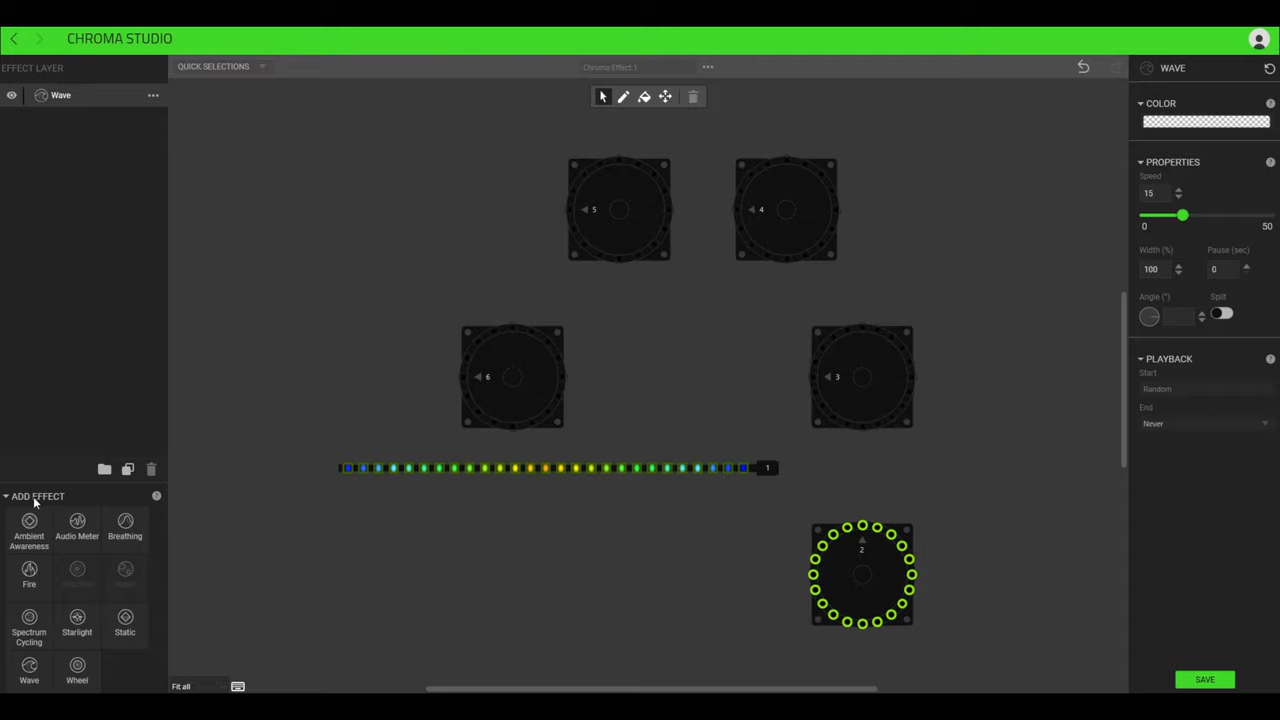 CHROMA STUDIO
EFFECT LAYER
QUICK SELECTIONS
Chroma Effect 1
WAVE
Wave
COLOR
PROPERTIES
Speed
15
0
50
Width (%)
Pause (sec)
100
0
Angle (°)
Split
PLAYBACK
Start
Random
End
Never
5
4
6
3
1
2
ADD EFFECT
Ambient Awareness
Audio Meter
Breathing
Fire
Spectrum Cycling
Starlight
Static
Wave
Wheel
Fit all
SAVE